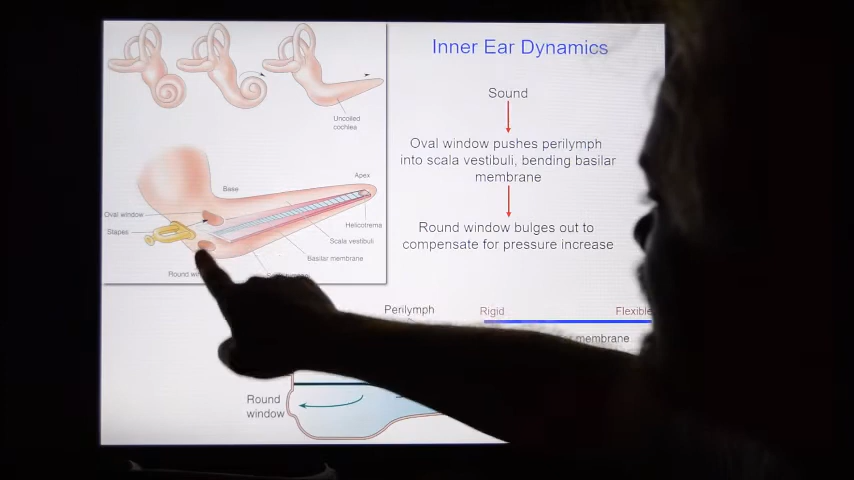 Inner Ear Dynamics
Uncoiled
cochlea
Sound
Oval window pushes perilymph
into scala vestibuli, bending basilar
membrane
Round window bulges out to
compensate for pressure increase
Apex
Base
Oval window
Stapes
Helicotrema
Scala vestibuli
Basilar membrane
Round
Perilymph
Rigid
Flexible
membrane
Round
window